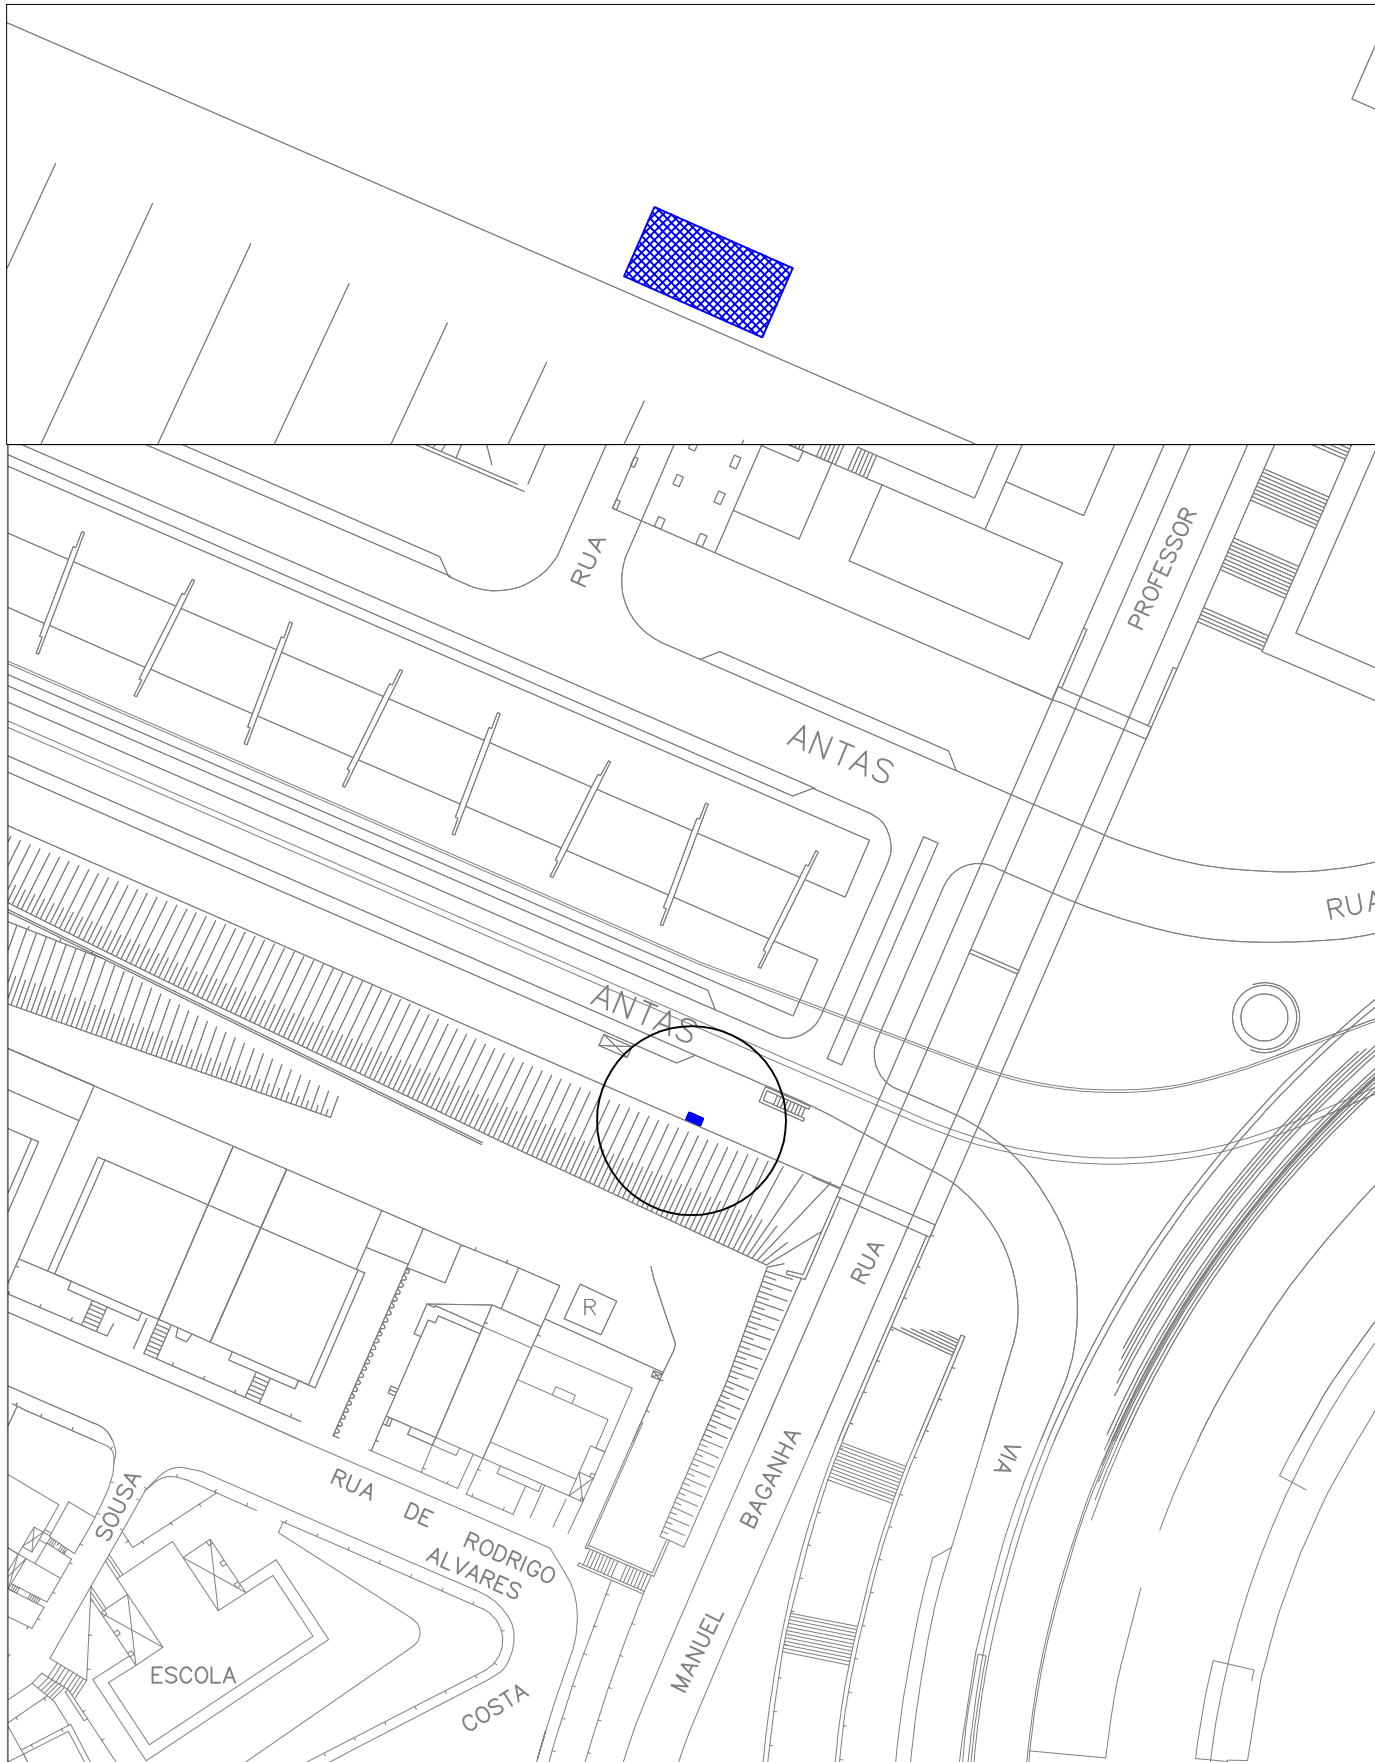 RUA
PROFESSOR
ANTAS
RUA
ANTAS
RUA
R
BAGANHA
VIA
RUA DE RODRIGO
ALVARES
SOUSA
MANUEL
ESCOLA
COSTA